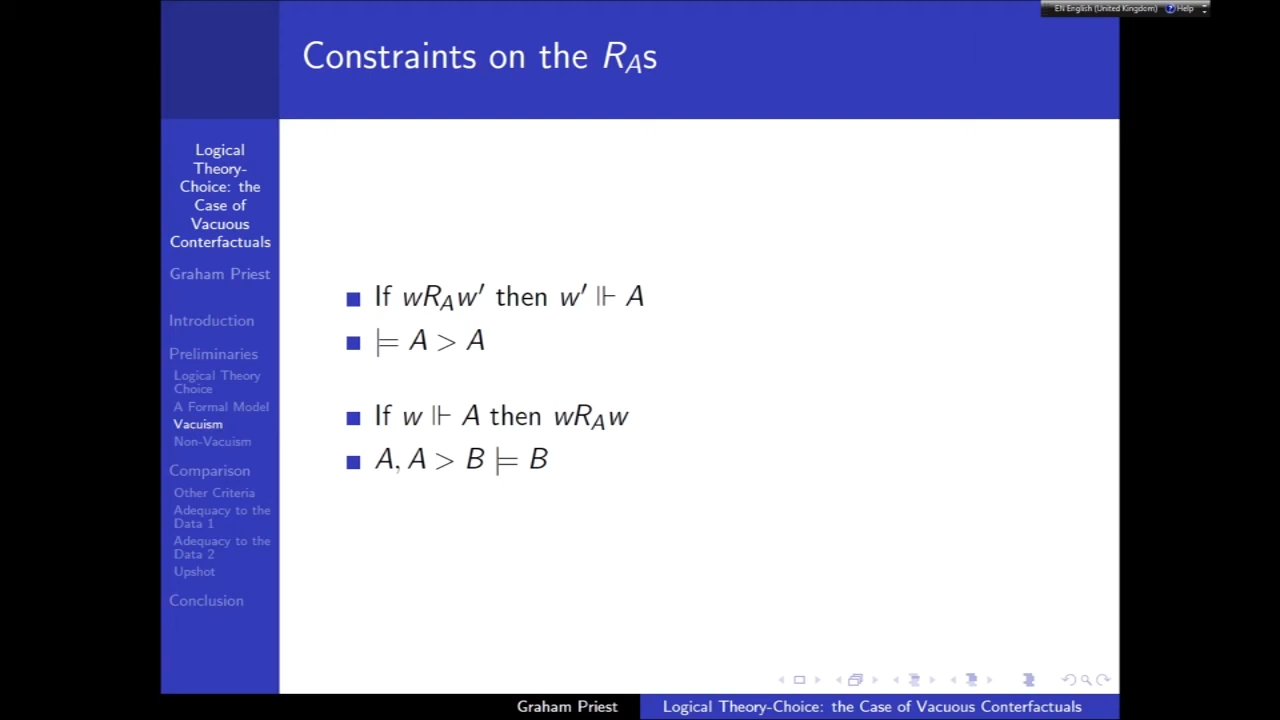 EN English (United Kingdom) Help
Constraints on the R_As
Logical
Theory-
Choice: the
Case of
Vacuous
Conterfactuals
Graham Priest
Introduction
Preliminaries
Logical Theory
Choice
A Formal Model
Vacuism
Non-Vacuism
Comparison
Other Criteria
Adequacy to the
Data 1
Adequacy to the
Data 2
Upshot
Conclusion
If wR_Aw′ then w′ ⊩ A
⊨ A > A
If w ⊩ A then wR_Aw
A, A > B ⊨ B
Graham Priest
Logical Theory-Choice: the Case of Vacuous Conterfactuals